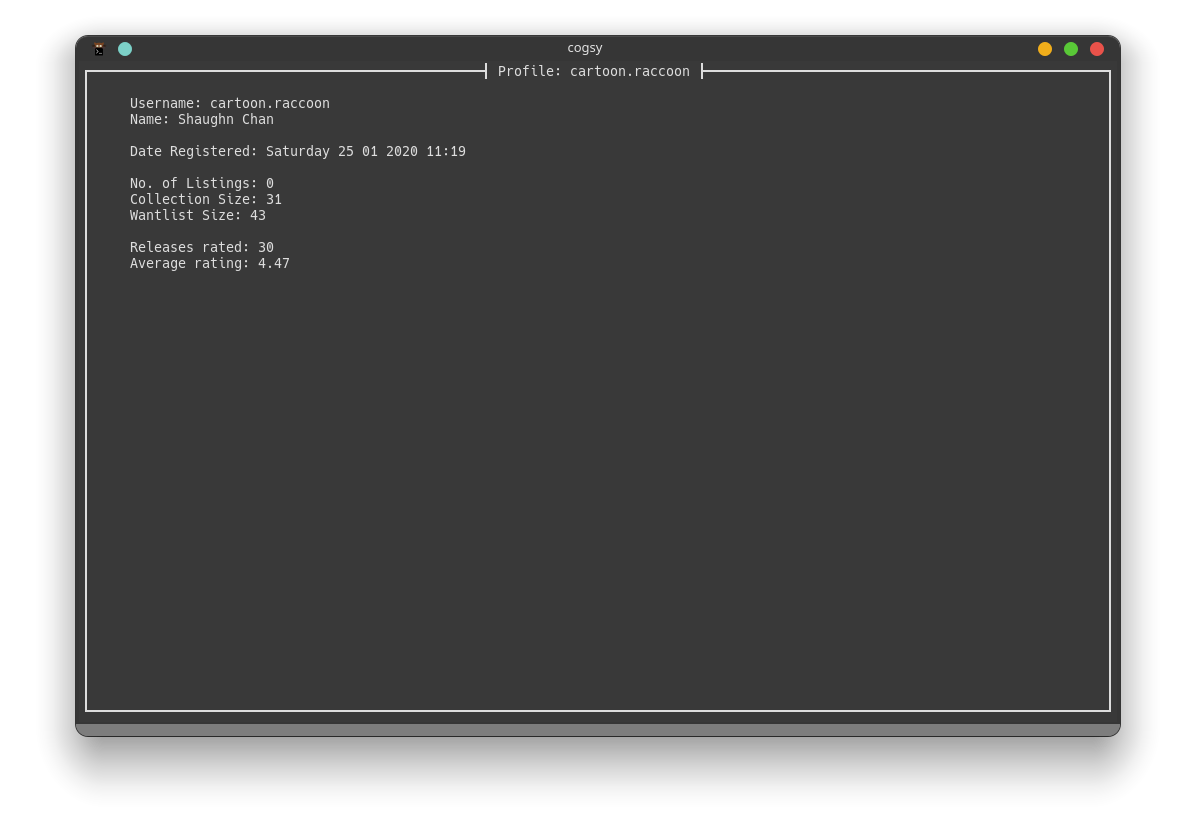 cogsy
Profile: cartoon.raccoon
Username: cartoon.raccoon
Name: Shaughn Chan
Date Registered: Saturday 25 01 2020 11:19
No. of Listings: 0
Collection Size: 31
Wantlist Size: 43
Releases rated: 30
Average rating: 4.47